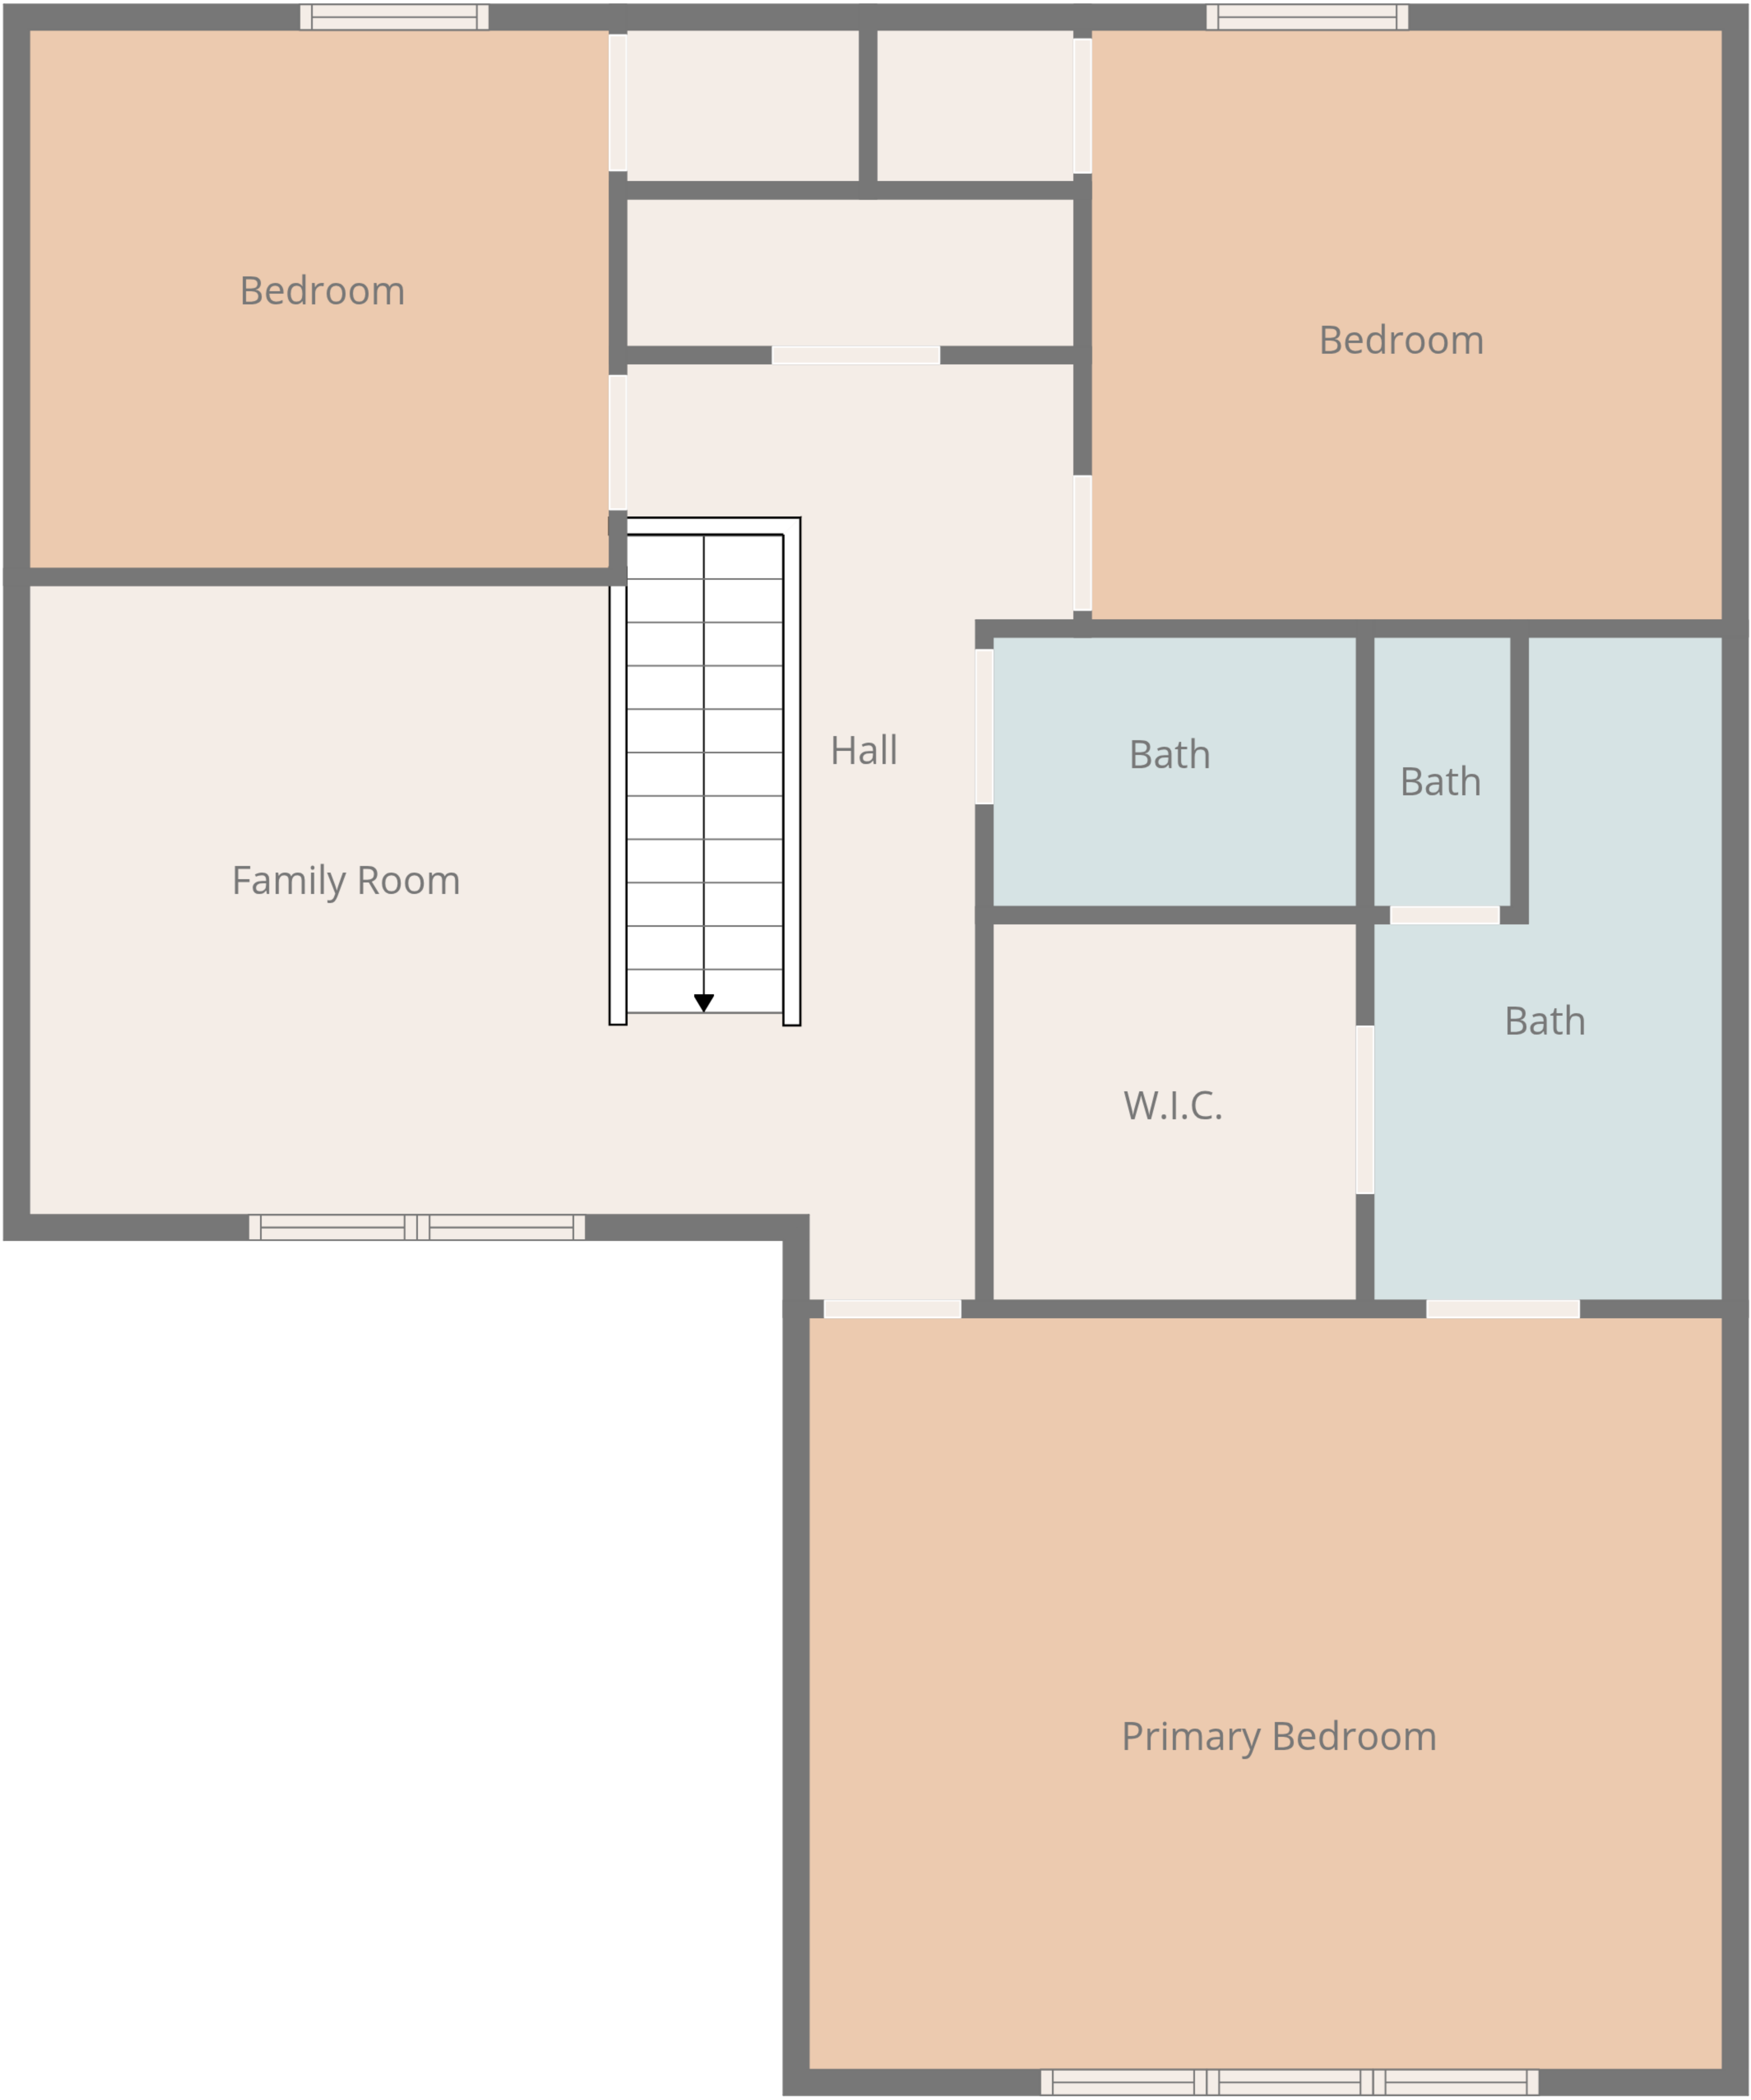 Bedroom
Bedroom
Hall
Bath
Bath
Family Room
Bath
W.I.C.
Primary Bedroom